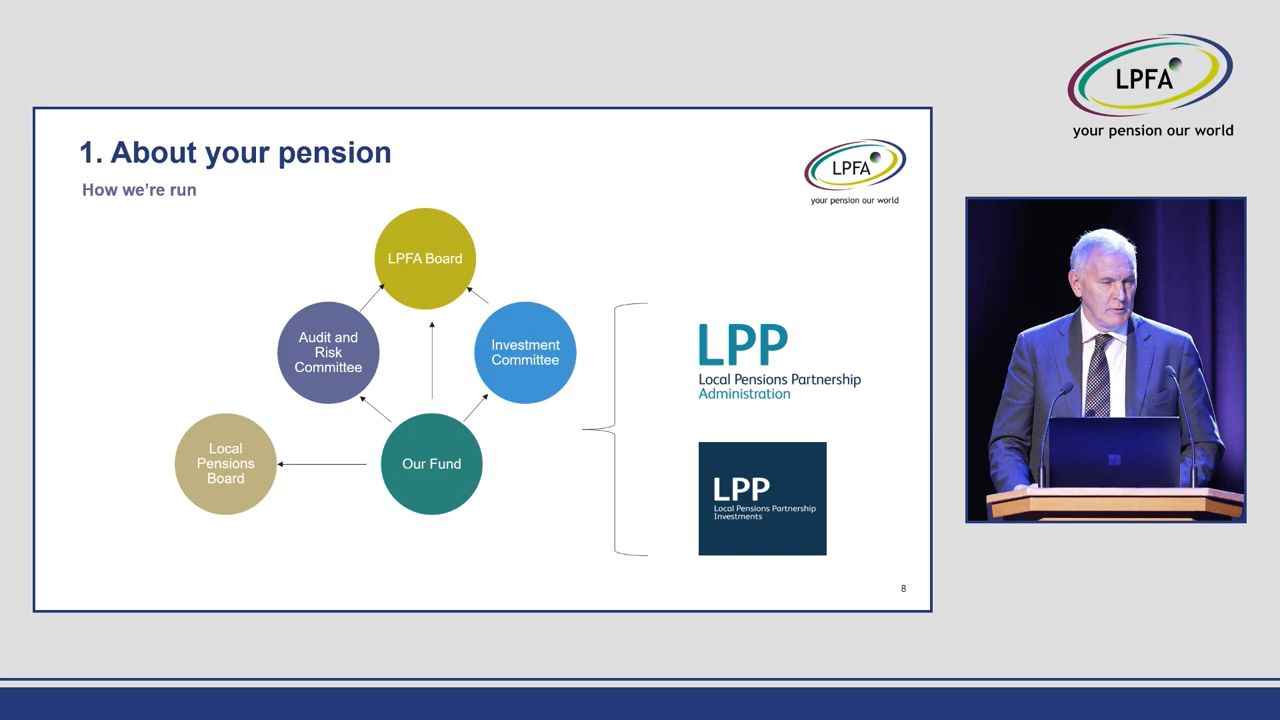 1. About your pension
How we're run
LPFA
your pension our world
LPFA Board
Audit and
Risk
Committee
Investment
Committee
Local
Pensions
Board
Our Fund
LPP
Local Pensions Partnership
Administration
LPP
Local Pensions Partnership
Investments
8
LPFA
your pension our world